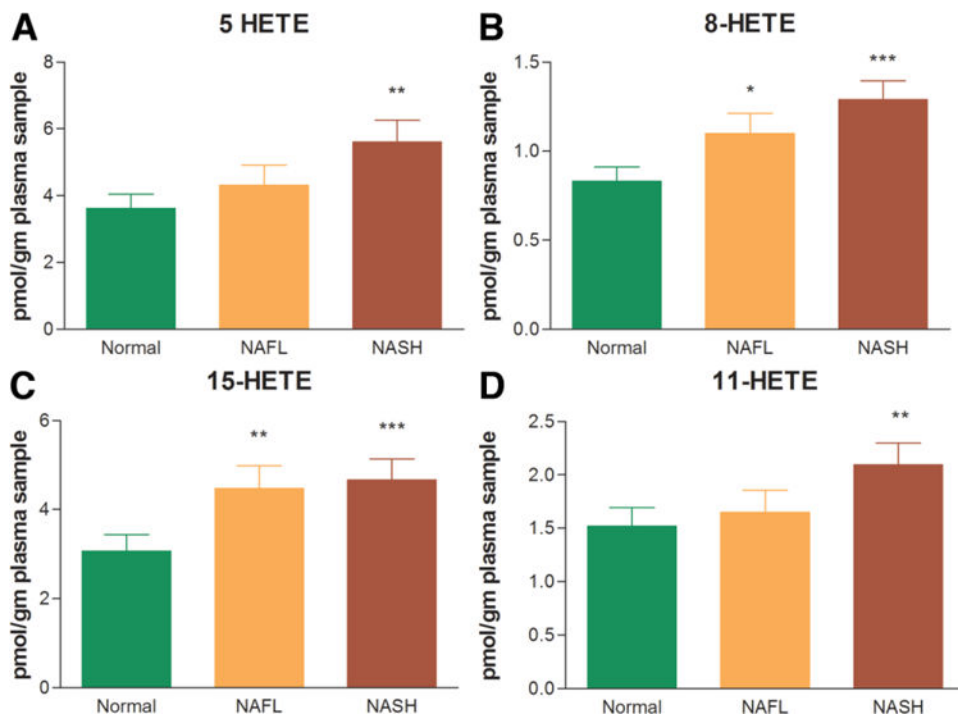 A
5 HETE
pmol/gm plasma sample
8
6
4
2
0
**
Normal
NAFL
NASH
B
8-HETE
pmol/gm plasma sample
1.5
1.0
0.5
0.0
*
***
Normal
NAFL
NASH
C
15-HETE
pmol/gm plasma sample
6
4
2
0
**
***
Normal
NAFL
NASH
D
11-HETE
pmol/gm plasma sample
2.5
2.0
1.5
1.0
0.5
0.0
**
Normal
NAFL
NASH